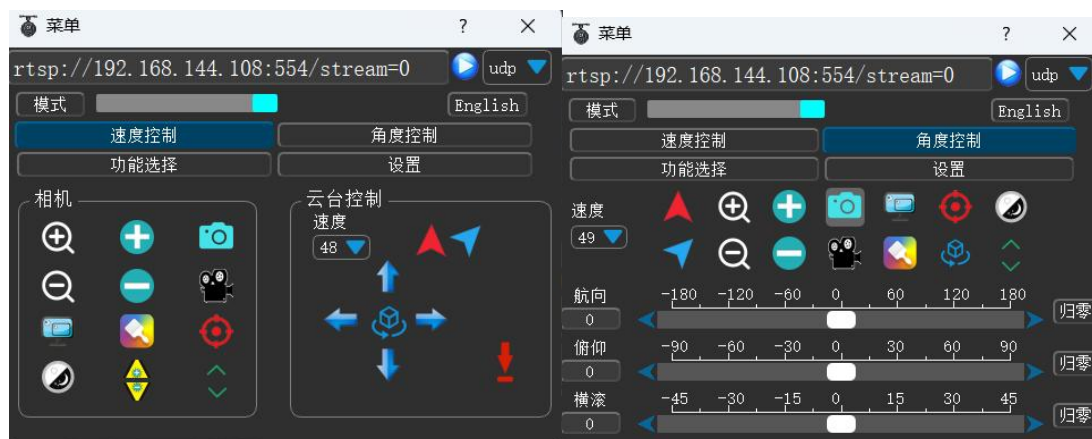 菜单 ? ×
rtsp://192.168.144.108:554/stream=0 udp
模式 English
速度控制 角度控制
功能选择 设置
相机 云台控制
速度
48
菜单 ? ×
rtsp://192.168.144.108:554/stream=0 udp
模式 English
速度控制 角度控制
功能选择 设置
速度
49
航向 -180 -120 -60 0 60 120 180
0 归零
俯仰 -90 -60 -30 0 30 60 90
0 归零
横滚 -45 -30 -15 0 15 30 45
0 归零